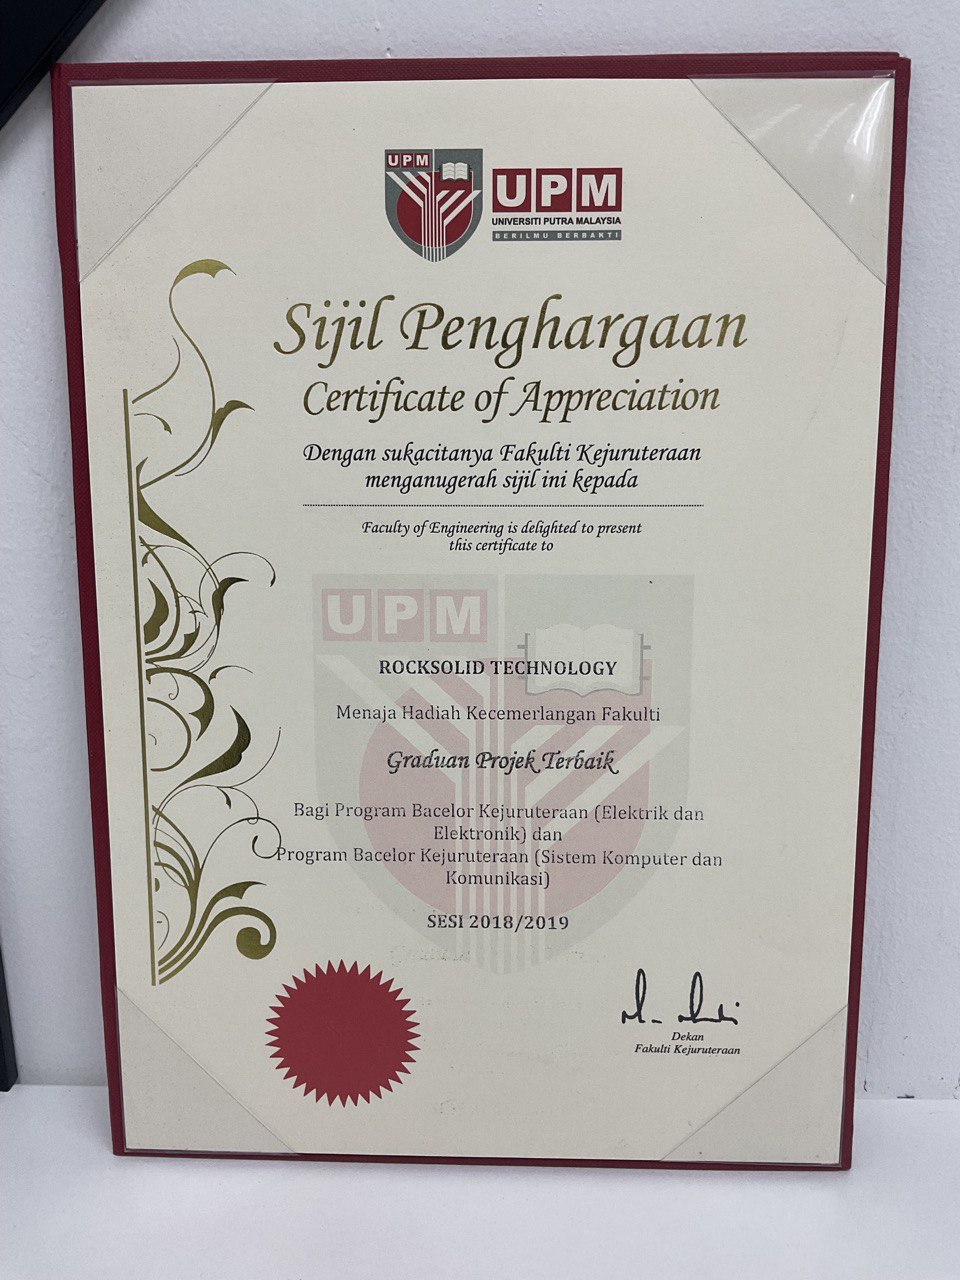 UPM
UPM
UNIVERSITI PUTRA MALAYSIA
BERILMU BERBAKTI
Sijil Penghargaan
Certificate of Appreciation
Dengan sukacitanya Fakulti Kejuruteraan
menganugerah sijil ini kepada
Faculty of Engineering is delighted to present
this certificate to
UPM
ROCKSOLID TECHNOLOGY
Menaja Hadiah Kecemerlangan Fakulti
Graduan Projek Terbaik
Bagi Program Bacelor Kejuruteraan (Elektrik dan
Elektronik) dan
Program Bacelor Kejuruteraan (Sistem Komputer dan
Komunikasi)
SESI 2018/2019
Dekan
Fakulti Kejuruteraan